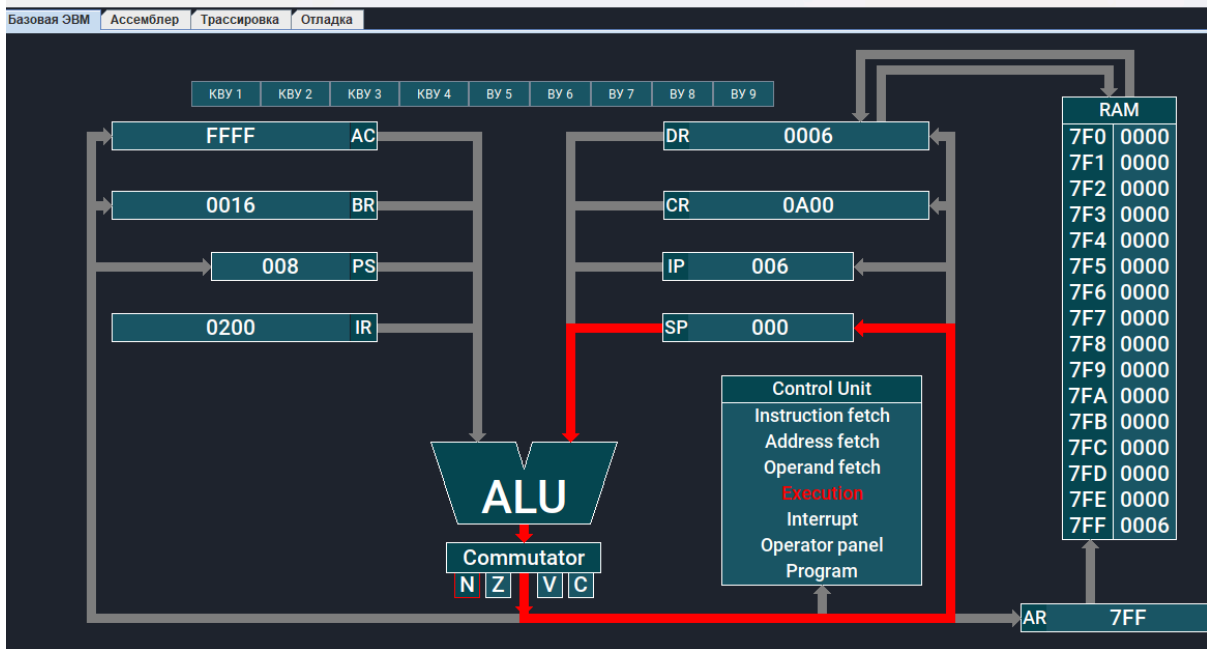 Базовая ЭВМ Ассемблер Трассировка Отладка
КВУ 1 КВУ 2 КВУ 3 КВУ 4 ВУ 5 ВУ 6 ВУ 7 ВУ 8 ВУ 9
FFFF AC
0016 BR
008 PS
0200 IR
DR 0006
CR 0A00
IP 006
SP 000
ALU
Commutator
N Z V C
Control Unit
Instruction fetch
Address fetch
Operand fetch
Execution
Interrupt
Operator panel
Program
RAM
7F0 0000
7F1 0000
7F2 0000
7F3 0000
7F4 0000
7F5 0000
7F6 0000
7F7 0000
7F8 0000
7F9 0000
7FA 0000
7FB 0000
7FC 0000
7FD 0000
7FE 0000
7FF 0006
AR 7FF